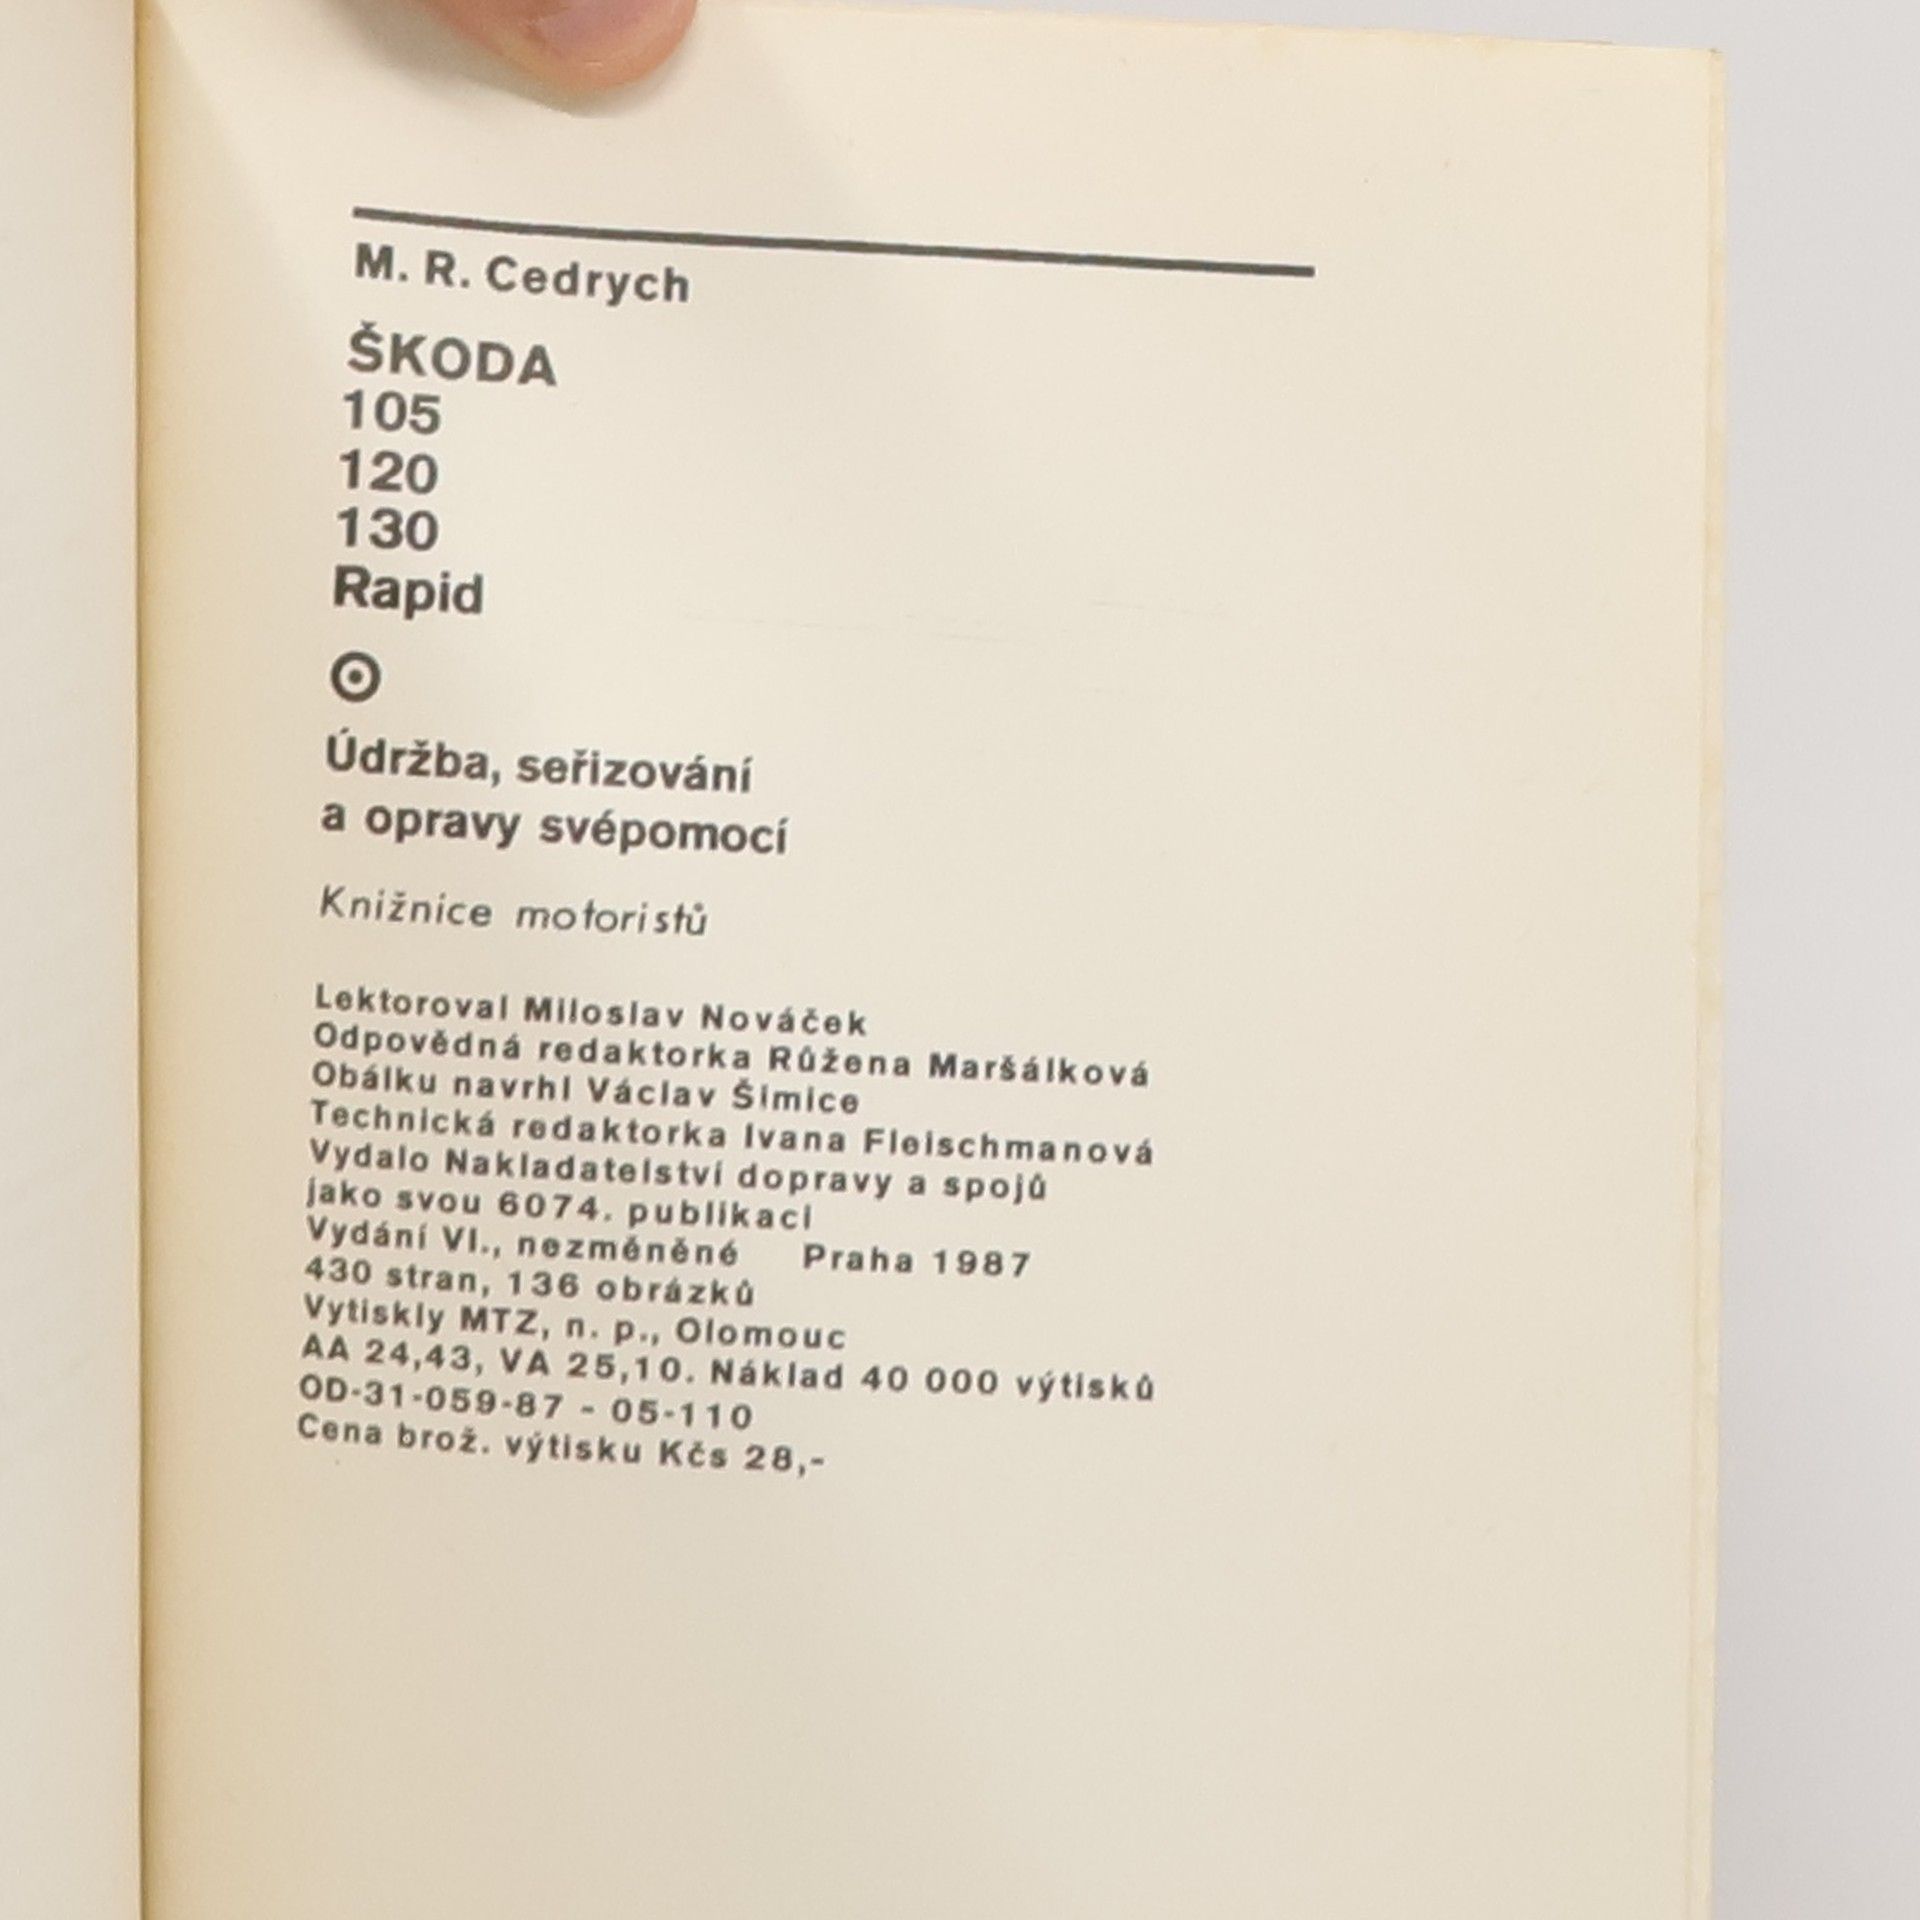 M. R. Cedrych
ŠKODA
105
120
130
Rapid
Údržba, seřizování
a opravy svépomocí
Knižnice motoristů
Lektoroval Miloslav Nováček
Odpovědná redaktorka Růžena Maršálková
Obálku navrhl Václav Šimice
Technická redaktorka Ivana Fleischmanová
Vydalo Nakladatelství dopravy a spojů
jako svou 6074. publikaci
Vydání VI., nezměněné Praha 1987
430 stran, 136 obrázků
Vytiskly MTZ, n. p., Olomouc
AA 24,43, VA 25,10. Náklad 40 000 výtisků
OD-31-059-87 - 05-110
Cena brož. výtisku Kčs 28,-